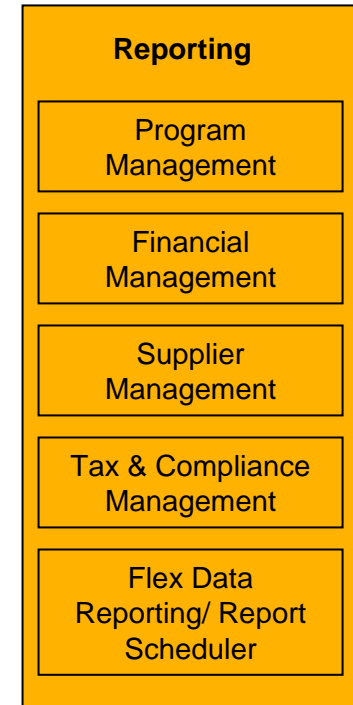 Reporting
Program
Management
Financial
Management
Supplier
Management
Tax & Compliance
Management
Flex Data
Reporting/ Report
Scheduler